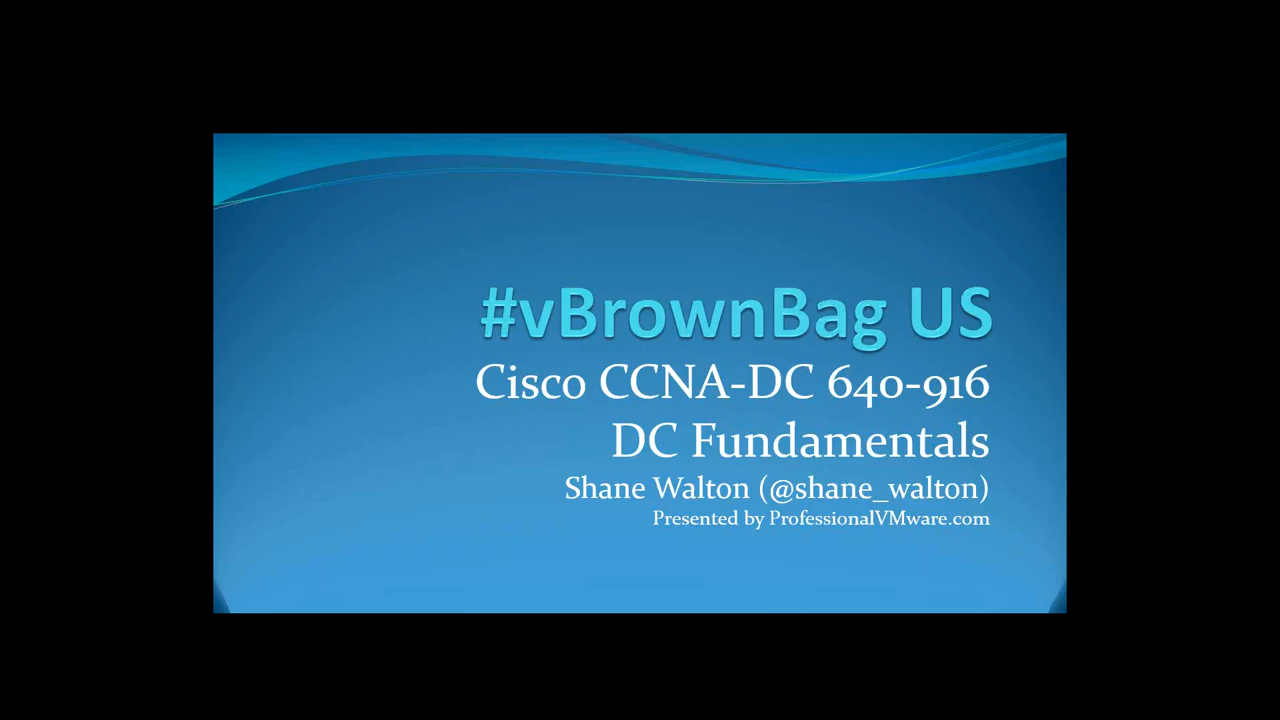 #vBrownBag US
Cisco CCNA-DC 640-916
DC Fundamentals
Shane Walton (@shane_walton)
Presented by ProfessionalVMware.com